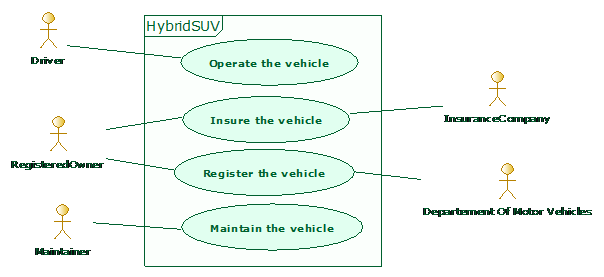 HybridSUV
Driver
Operate the vehicle
Insure the vehicle
InsuranceCompany
RegisteredOwner
Register the vehicle
Departement Of Motor Vehicles
Maintain the vehicle
Maintainer